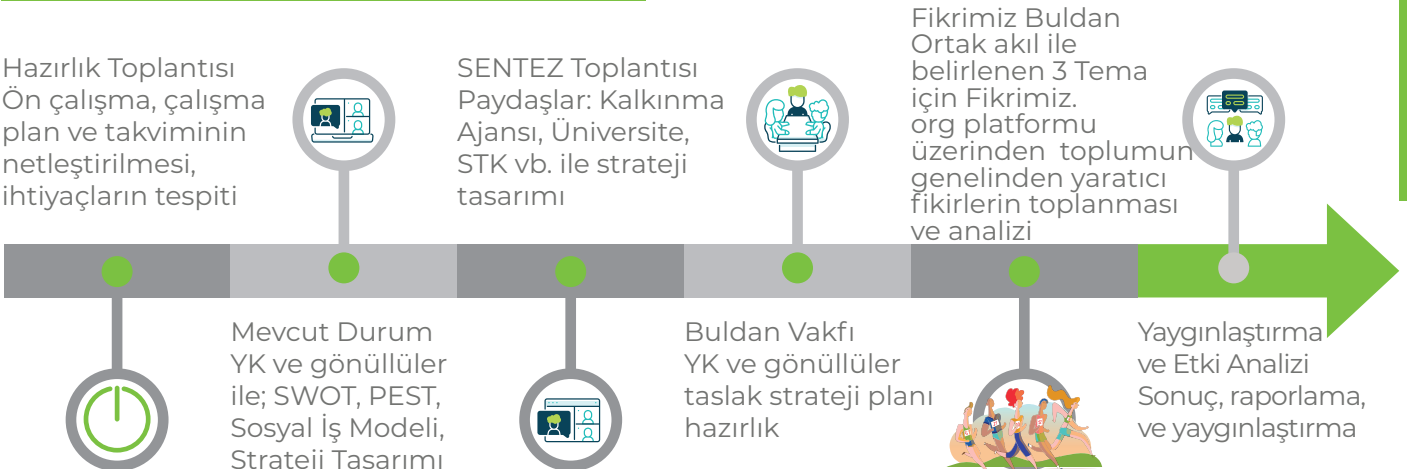 Hazırlık Toplantısı
Ön çalışma, çalışma
plan ve takviminin
netleştirilmesi,
ihtiyaçların tespiti
Mevcut Durum
YK ve gönüllüler
ile; SWOT, PEST,
Sosyal İş Modeli,
Strateji Tasarımı
SENTEZ Toplantısı
Paydaşlar: Kalkınma
Ajansı, Üniversite,
STK vb. ile strateji
tasarımı
Buldan Vakfı
YK ve gönüllüler
taslak strateji planı
hazırlık
Fikrimiz Buldan
Ortak akıl ile
belirlenen 3 Tema
için Fikrimiz.
org platformu
üzerinden toplumun
genelinden yaratıcı
fikirlerin toplanması
ve analizi
Yaygınlaştırma
ve Etki Analizi
Sonuç, raporlama,
ve yaygınlaştırma